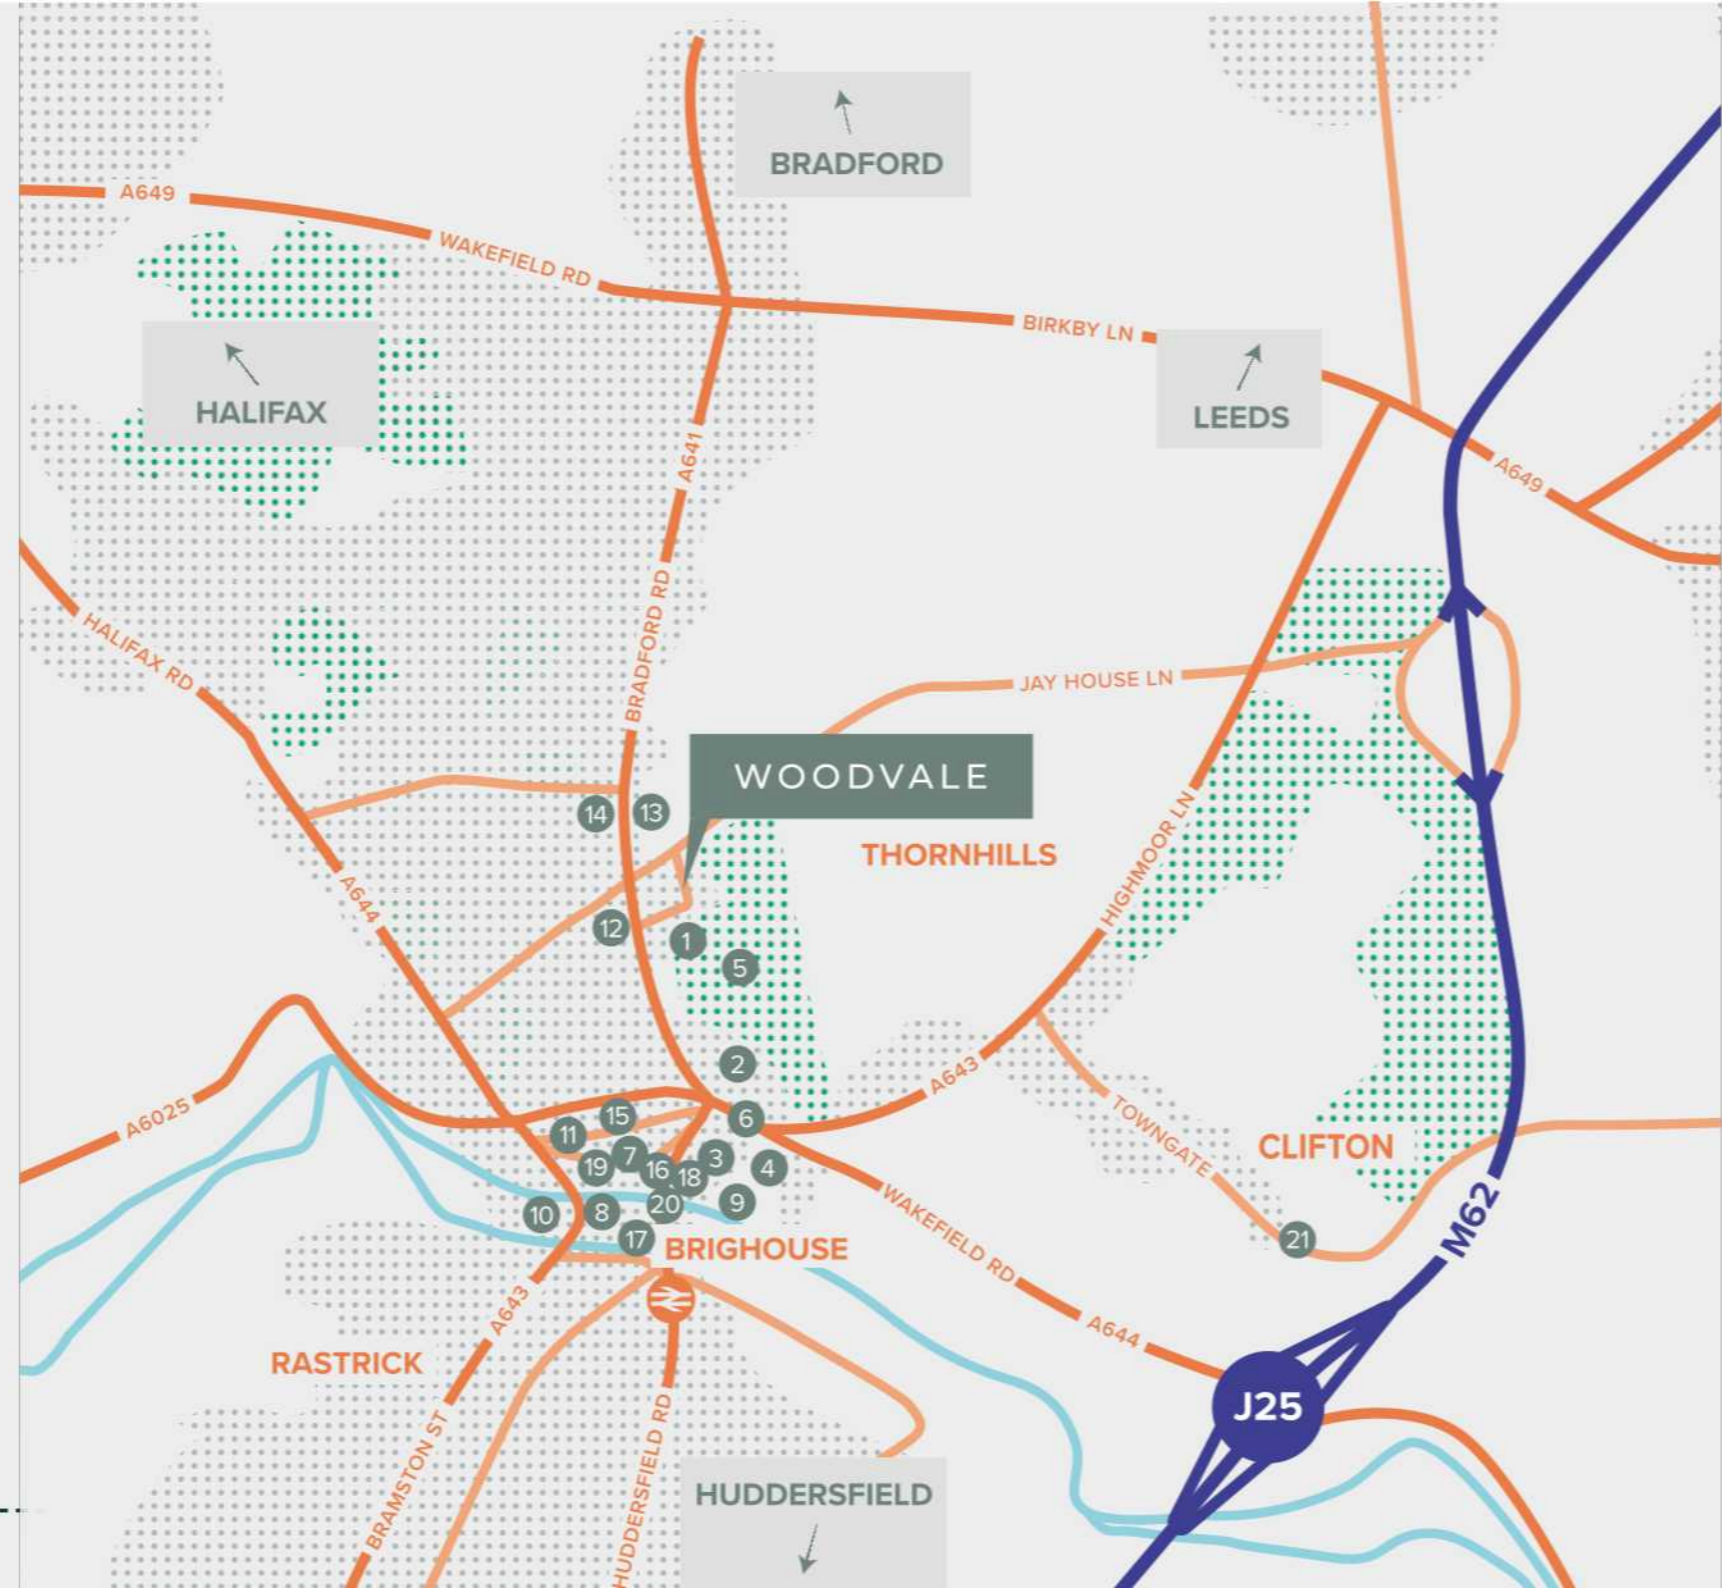 BRADFORD
A649
WAKEFIELD RD
BIRKBY LN
HALIFAX
LEEDS
A641
A649
HALIFAX RD
BRADFORD RD
JAY HOUSE LN
WOODVALE
14
13
HIGHMOOR LN
THORNHILLS
A644
12
1
5
2
A643
A6025
15
6
11
TOWNGATE
CLIFTON
7
3
19
16
18
4
9
20
10
8
WAKEFIELD RD
M62
17
21
BRIGHOUSE
A643
A644
RASTRICK
J25
BRAMSTON ST
HUDDERSFIELD RD
HUDDERSFIELD